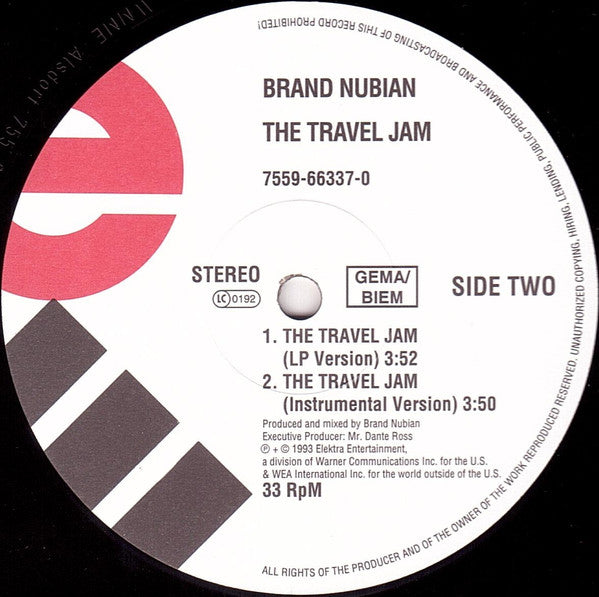 BRAND NUBIAN
THE TRAVEL JAM
7559-66337-0
STEREO
LC 0192
GEMA/
BIEM
SIDE TWO
1. THE TRAVEL JAM
(LP Version) 3:52
2. THE TRAVEL JAM
(Instrumental Version) 3:50
Produced and mixed by Brand Nubian
Executive Producer: Mr. Dante Ross
℗ + © 1993 Elektra Entertainment,
a division of Warner Communications Inc. for the U.S.
& WEA International Inc. for the world outside of the U.S.
33 RpM
ALL RIGHTS OF THE PRODUCER AND OF THE OWNER OF THE WORK REPRODUCED RESERVED. UNAUTHORIZED COPYING, HIRING, LENDING, PUBLIC PERFORMANCE AND BROADCASTING OF THIS RECORD PROHIBITED!
e
Alsdorf 755